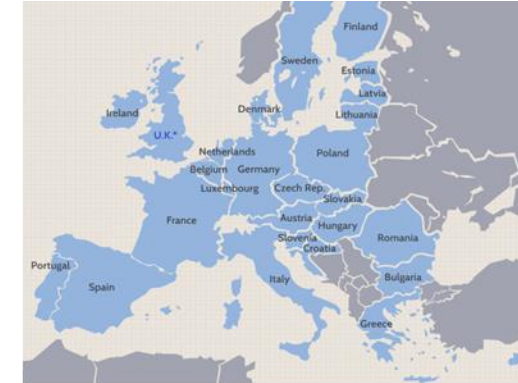 Finland
Sweden
Estonia
Latvia
Denmark
Lithuania
Ireland
U.K.*
Netherlands
Poland
Belgium
Germany
Luxembourg
Czech Rep.
Slovakia
France
Austria
Hungary
Slovenia
Romania
Croatia
Portugal
Spain
Italy
Bulgaria
Greece